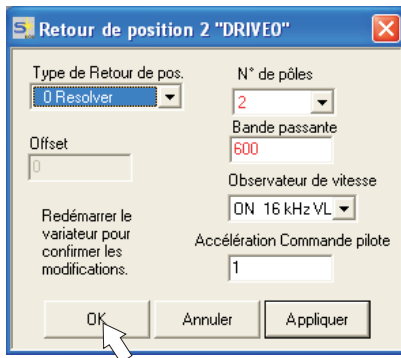 Retour de position 2 "DRIVE0"
Type de Retour de pos.
0 Resolver
N° de pôles
2
Bande passante
600
Offset
0
Observateur de vitesse
ON 16 kHz VL
Redémarrer le
variateur pour
confirmer les
modifications.
Accélération Commande pilote
1
OK
Annuler
Appliquer